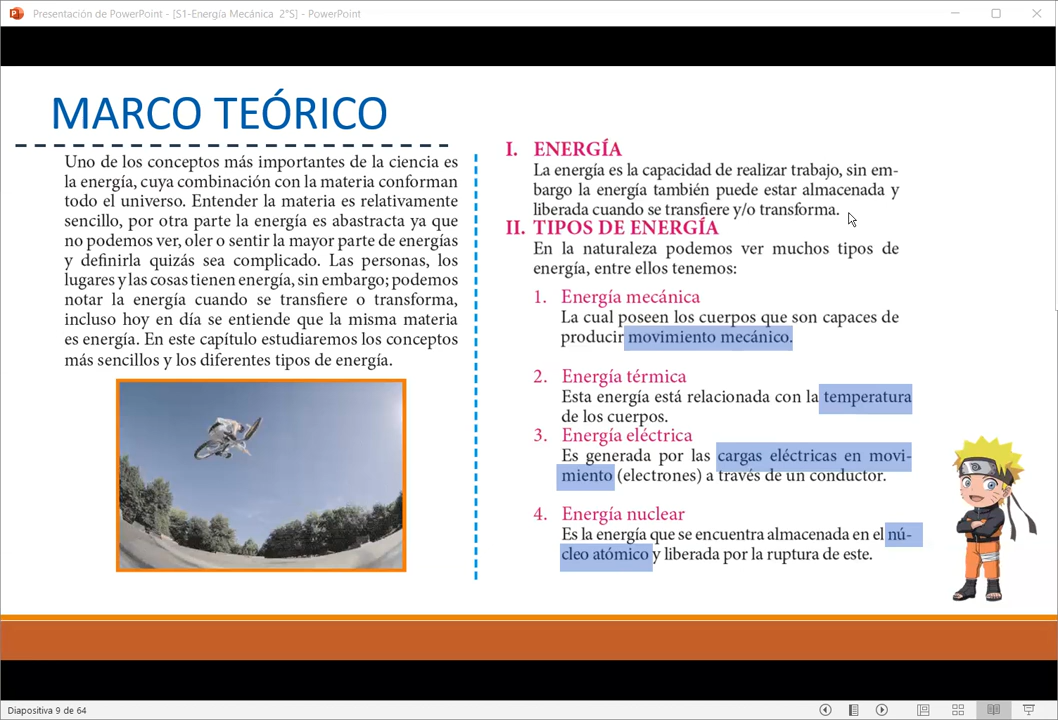 Presentación de PowerPoint - [S1-Energía Mecánica 2°S] - PowerPoint
MARCO TEÓRICO
Uno de los conceptos más importantes de la ciencia es
la energía, cuya combinación con la materia conforman
todo el universo. Entender la materia es relativamente
sencillo, por otra parte la energía es abastracta ya que
no podemos ver, oler o sentir la mayor parte de energías
y definirla quizás sea complicado. Las personas, los
lugares y las cosas tienen energía, sin embargo; podemos
notar la energía cuando se transfiere o transforma,
incluso hoy en día se entiende que la misma materia
es energía. En este capítulo estudiaremos los conceptos
más sencillos y los diferentes tipos de energía.
I. ENERGÍA
La energía es la capacidad de realizar trabajo, sin em-
bargo la energía también puede estar almacenada y
liberada cuando se transfiere y/o transforma.
II. TIPOS DE ENERGÍA
En la naturaleza podemos ver muchos tipos de
energía, entre ellos tenemos:
1. Energía mecánica
La cual poseen los cuerpos que son capaces de
producir movimiento mecánico.
2. Energía térmica
Esta energía está relacionada con la temperatura
de los cuerpos.
3. Energía eléctrica
Es generada por las cargas eléctricas en movi-
miento (electrones) a través de un conductor.
4. Energía nuclear
Es la energía que se encuentra almacenada en el nú-
cleo atómico y liberada por la ruptura de este.
Diapositiva 9 de 64